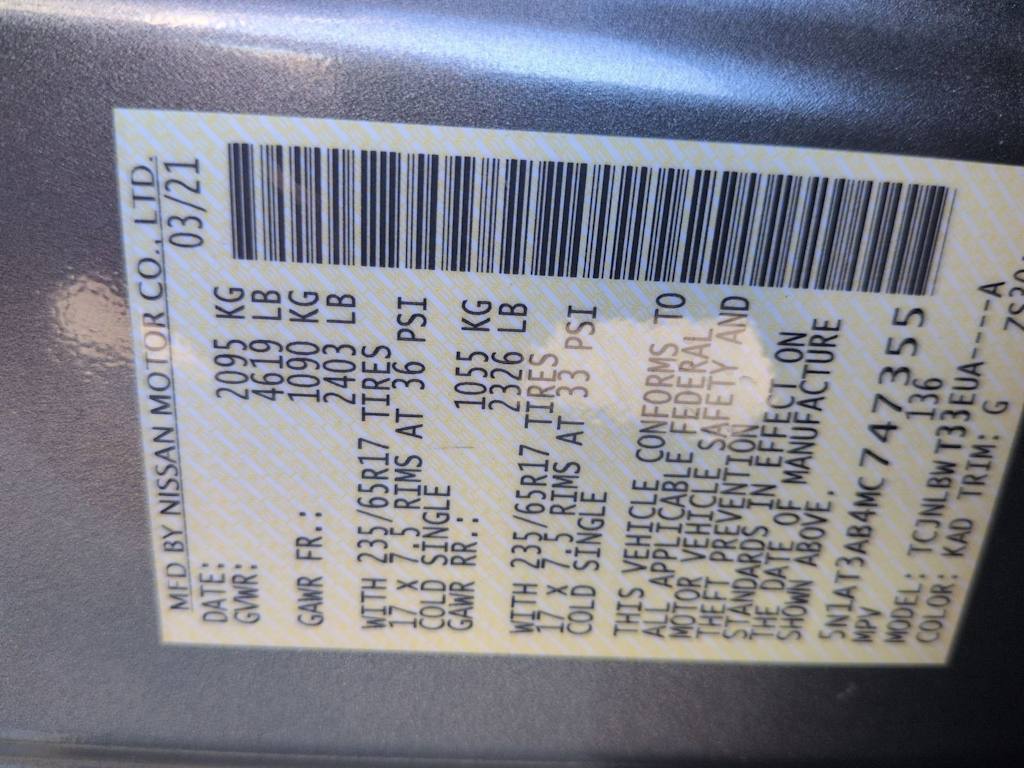 MFD BY NISSAN MOTOR CO., LTD.
DATE: 03/21
GVWR: 2095 KG
4619 LB
GAWR FR.: 1090 KG
2403 LB
WITH 235/65R17 TIRES
17 X 7.5 RIMS AT 36 PSI
COLD SINGLE
GAWR RR.: 1055 KG
2326 LB
WITH 235/65R17 TIRES
17 X 7.5 RIMS AT 33 PSI
COLD SINGLE
THIS VEHICLE CONFORMS TO
ALL APPLICABLE FEDERAL
MOTOR VEHICLE SAFETY AND
THEFT PREVENTION
STANDARDS IN EFFECT ON
THE DATE OF MANUFACTURE
SHOWN ABOVE.
5N1AT3AB4MC747355
MPV 136
MODEL: TCJNLBWT33EUA-----A
COLOR: KAD TRIM: G